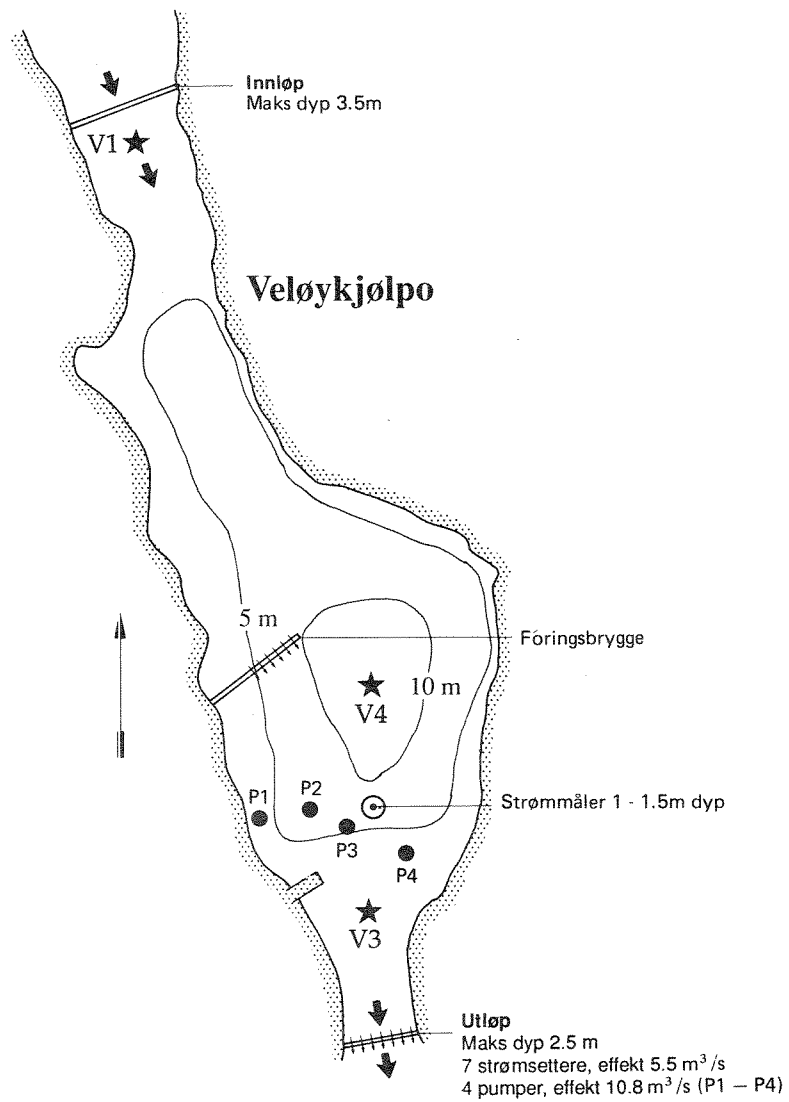 Innløp
Maks dyp 3.5m
V1
Veløykjølpo
5 m
Fôringsbrygge
10 m
V4
P1
P2
Strømmåler 1 - 1.5m dyp
P3
P4
V3
Utløp
Maks dyp 2.5 m
7 strømsettere, effekt 5.5 m³/s
4 pumper, effekt 10.8 m³/s (P1 – P4)